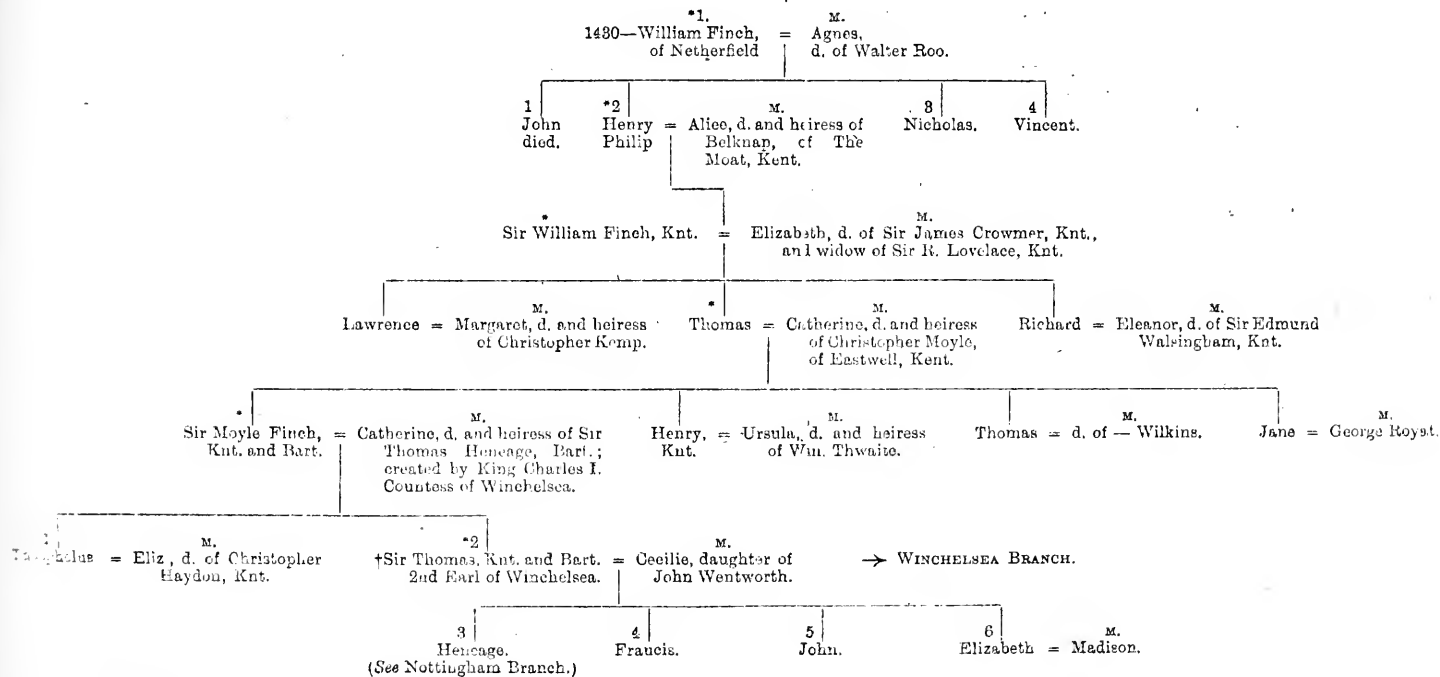 *1. M.
1430—William Finch, = Agnes,
of Netherfield d. of Walter Roo.
1 *2 M. 3 4
John Henry = Alice, d. and heiress of Nicholas. Vincent.
died. Philip Belknap, of The
Moat, Kent.
* M.
Sir William Finch, Knt. = Elizabeth, d. of Sir James Crowmer, Knt.,
and widow of Sir R. Lovelace, Knt.
M. * M. M.
Lawrence = Margaret, d. and heiress Thomas = Catherine, d. and heiress Richard = Eleanor, d. of Sir Edmund
of Christopher Kemp. of Christopher Moyle, Walsingham, Knt.
of Eastwell, Kent.
* M. M. M. M.
Sir Moyle Finch, = Catherine, d. and heiress of Sir Henry, = Ursula, d. and heiress Thomas = d. of — Wilkins. Jane = George Royst.
Knt. and Bart. Thomas Heneage, Bart.; Knt. of Wm. Thwaite.
created by King Charles I.
Countess of Winchelsea.
M. *2 M.
= Eliz, d. of Christopher †Sir Thomas, Knt. and Bart. = Cecilie, daughter of → WINCHELSEA BRANCH.
Haydon, Knt. 2nd Earl of Winchelsea. John Wentworth.
3 4 5 6 M.
Heneage. Francis. John. Elizabeth = Madison.
(See Nottingham Branch.)